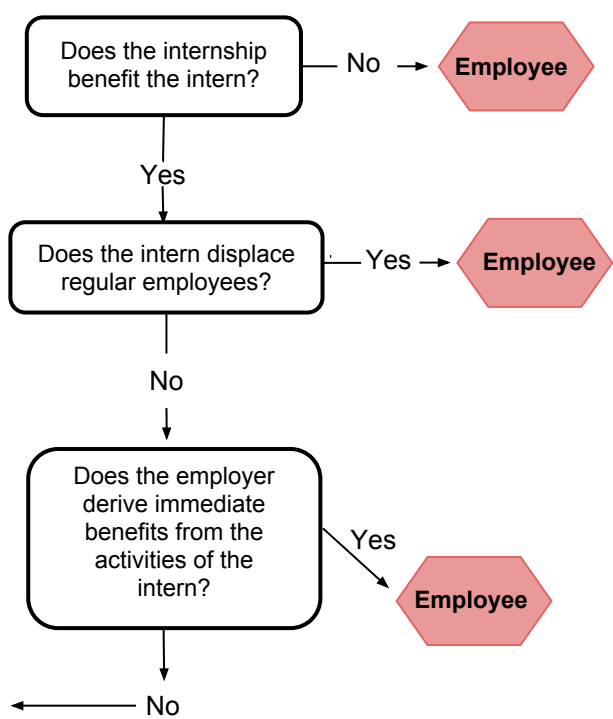 Does the internship
benefit the intern?
No
Employee
Yes
Does the intern displace
regular employees?
Yes
Employee
No
Does the employer
derive immediate
benefits from the
activities of the
intern?
Yes
Employee
No